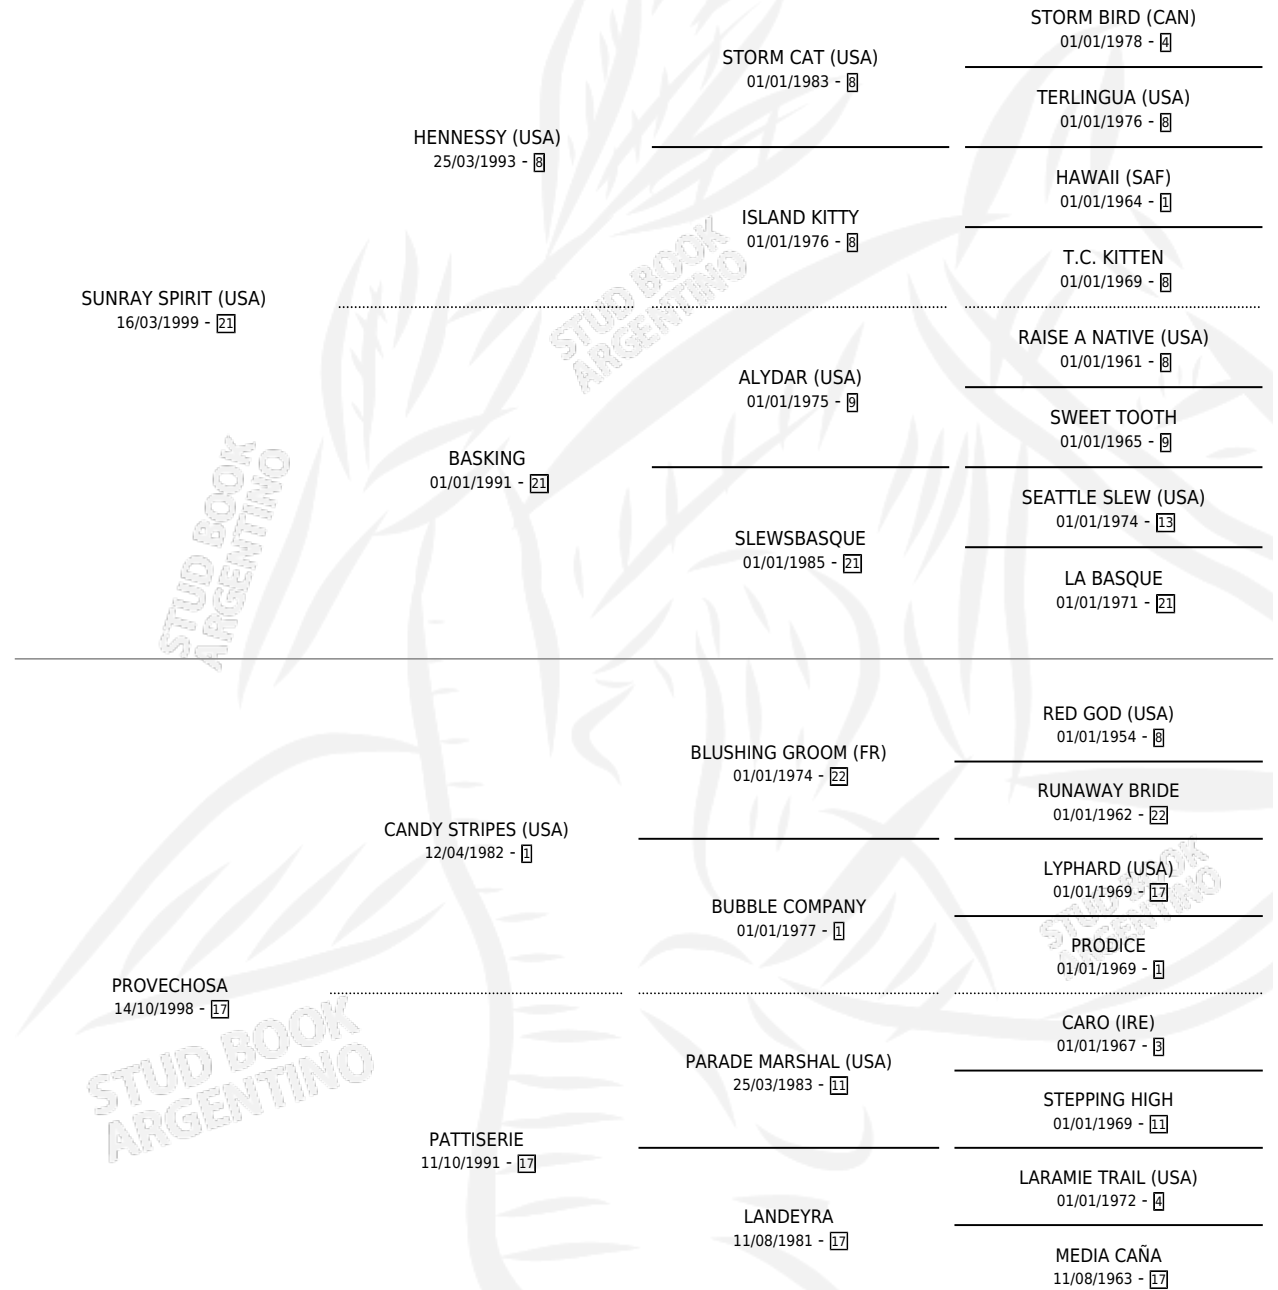 STORM BIRD (CAN)
01/01/1978 - 4
STORM CAT (USA)
01/01/1983 - 8
TERLINGUA (USA)
01/01/1976 - 8
HENNESSY (USA)
25/03/1993 - 8
HAWAII (SAF)
01/01/1964 - 1
ISLAND KITTY
01/01/1976 - 8
T.C. KITTEN
01/01/1969 - 8
SUNRAY SPIRIT (USA)
16/03/1999 - 21
RAISE A NATIVE (USA)
01/01/1961 - 8
ALYDAR (USA)
01/01/1975 - 9
SWEET TOOTH
01/01/1965 - 9
BASKING
01/01/1991 - 21
SEATTLE SLEW (USA)
01/01/1974 - 13
SLEWSBASQUE
01/01/1985 - 21
LA BASQUE
01/01/1971 - 21
RED GOD (USA)
01/01/1954 - 8
BLUSHING GROOM (FR)
01/01/1974 - 22
RUNAWAY BRIDE
01/01/1962 - 22
CANDY STRIPES (USA)
12/04/1982 - 1
LYPHARD (USA)
01/01/1969 - 17
BUBBLE COMPANY
01/01/1977 - 1
PRODICE
01/01/1969 - 1
PROVECHOSA
14/10/1998 - 17
CARO (IRE)
01/01/1967 - 3
PARADE MARSHAL (USA)
25/03/1983 - 11
STEPPING HIGH
01/01/1969 - 11
PATTISERIE
11/10/1991 - 17
LARAMIE TRAIL (USA)
01/01/1972 - 4
LANDEYRA
11/08/1981 - 17
MEDIA CAÑA
11/08/1963 - 17
STUD BOOK
ARGENTINO
STUD BOOK
ARGENTINO
STUD BOOK
ARGENTINO
STUD BOOK
ARGENTINO